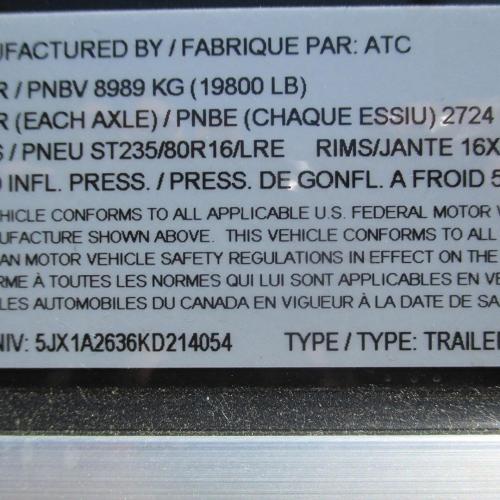 UFACTURED BY / FABRIQUE PAR: ATC
R / PNBV 8989 KG (19800 LB)
R (EACH AXLE) / PNBE (CHAQUE ESSIU) 2724
S / PNEU ST235/80R16/LRE RIMS/JANTE 16X
INFL. PRESS. / PRESS. DE GONFL. A FROID 5
EHICLE CONFORMS TO ALL APPLICABLE U.S. FEDERAL MOTOR V
NUFACTURE SHOWN ABOVE. THIS VEHICLE CONFORMS TO ALL
AN MOTOR VEHICLE SAFETY REGULATIONS IN EFFECT ON THE
RME À TOUTES LES NORMES QUI LUI SONT APPLICABLES EN VE
LES AUTOMOBILES DU CANADA EN VIGUEUR À LA DATE DE SA
NIV: 5JX1A2636KD214054 TYPE / TYPE: TRAILE